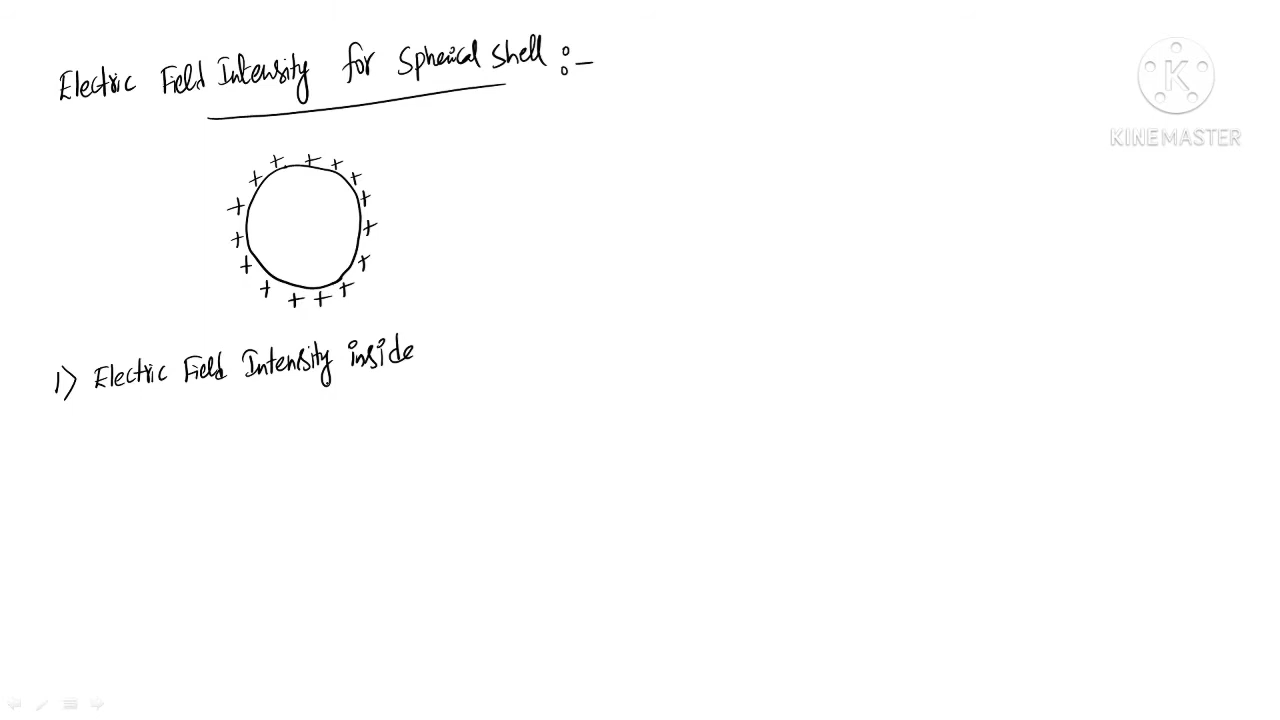 Electric Field Intensity for Spherical Shell :-
K
KINEMASTER
+ + + + + + + + + + + + + + + + +
1) Electric Field Intensity inside